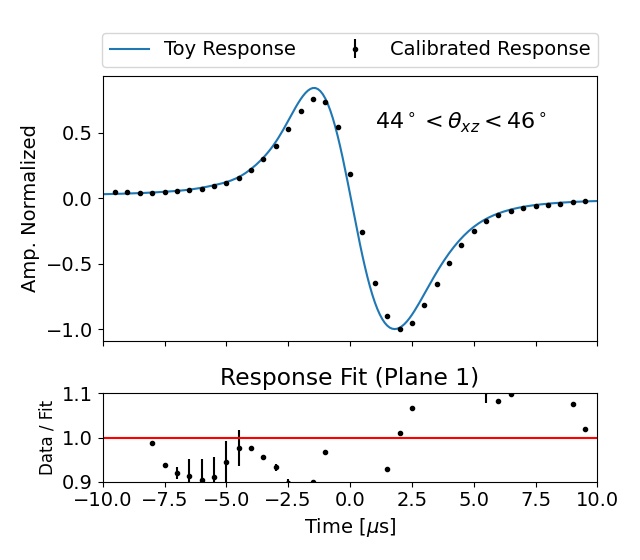 Toy Response Calibrated Response
44° < θxz < 46°
Amp. Normalized
0.5
0.0
−0.5
−1.0
Response Fit (Plane 1)
Data / Fit
1.1
1.0
0.9
−10.0 −7.5 −5.0 −2.5 0.0 2.5 5.0 7.5 10.0
Time [μs]